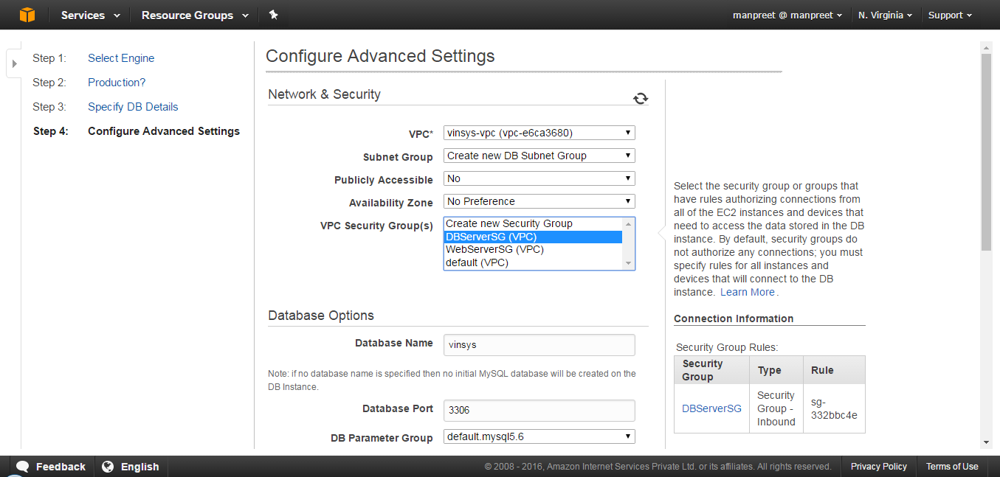 Services Resource Groups manpreet @ manpreet N. Virginia Support
Step 1: Select Engine
Step 2: Production?
Step 3: Specify DB Details
Step 4: Configure Advanced Settings
Configure Advanced Settings
Network & Security
VPC* vinsys-vpc (vpc-e6ca3680)
Subnet Group Create new DB Subnet Group
Publicly Accessible No
Availability Zone No Preference
VPC Security Group(s) Create new Security Group
DBServerSG (VPC)
WebServerSG (VPC)
default (VPC)
Database Options
Database Name vinsys
Note: if no database name is specified then no initial MySQL database will be created on the
DB Instance.
Database Port 3306
DB Parameter Group default.mysql5.6
Select the security group or groups that
have rules authorizing connections from
all of the EC2 instances and devices that
need to access the data stored in the DB
instance. By default, security groups do
not authorize any connections; you must
specify rules for all instances and
devices that will connect to the DB
instance. Learn More.
Connection Information
Security Group Rules:
Security
Group
Type
Rule
DBServerSG
Security
Group -
Inbound
sg-
332bbc4e
Feedback English © 2008 - 2016, Amazon Internet Services Private Ltd. or its affiliates. All rights reserved. Privacy Policy Terms of Use